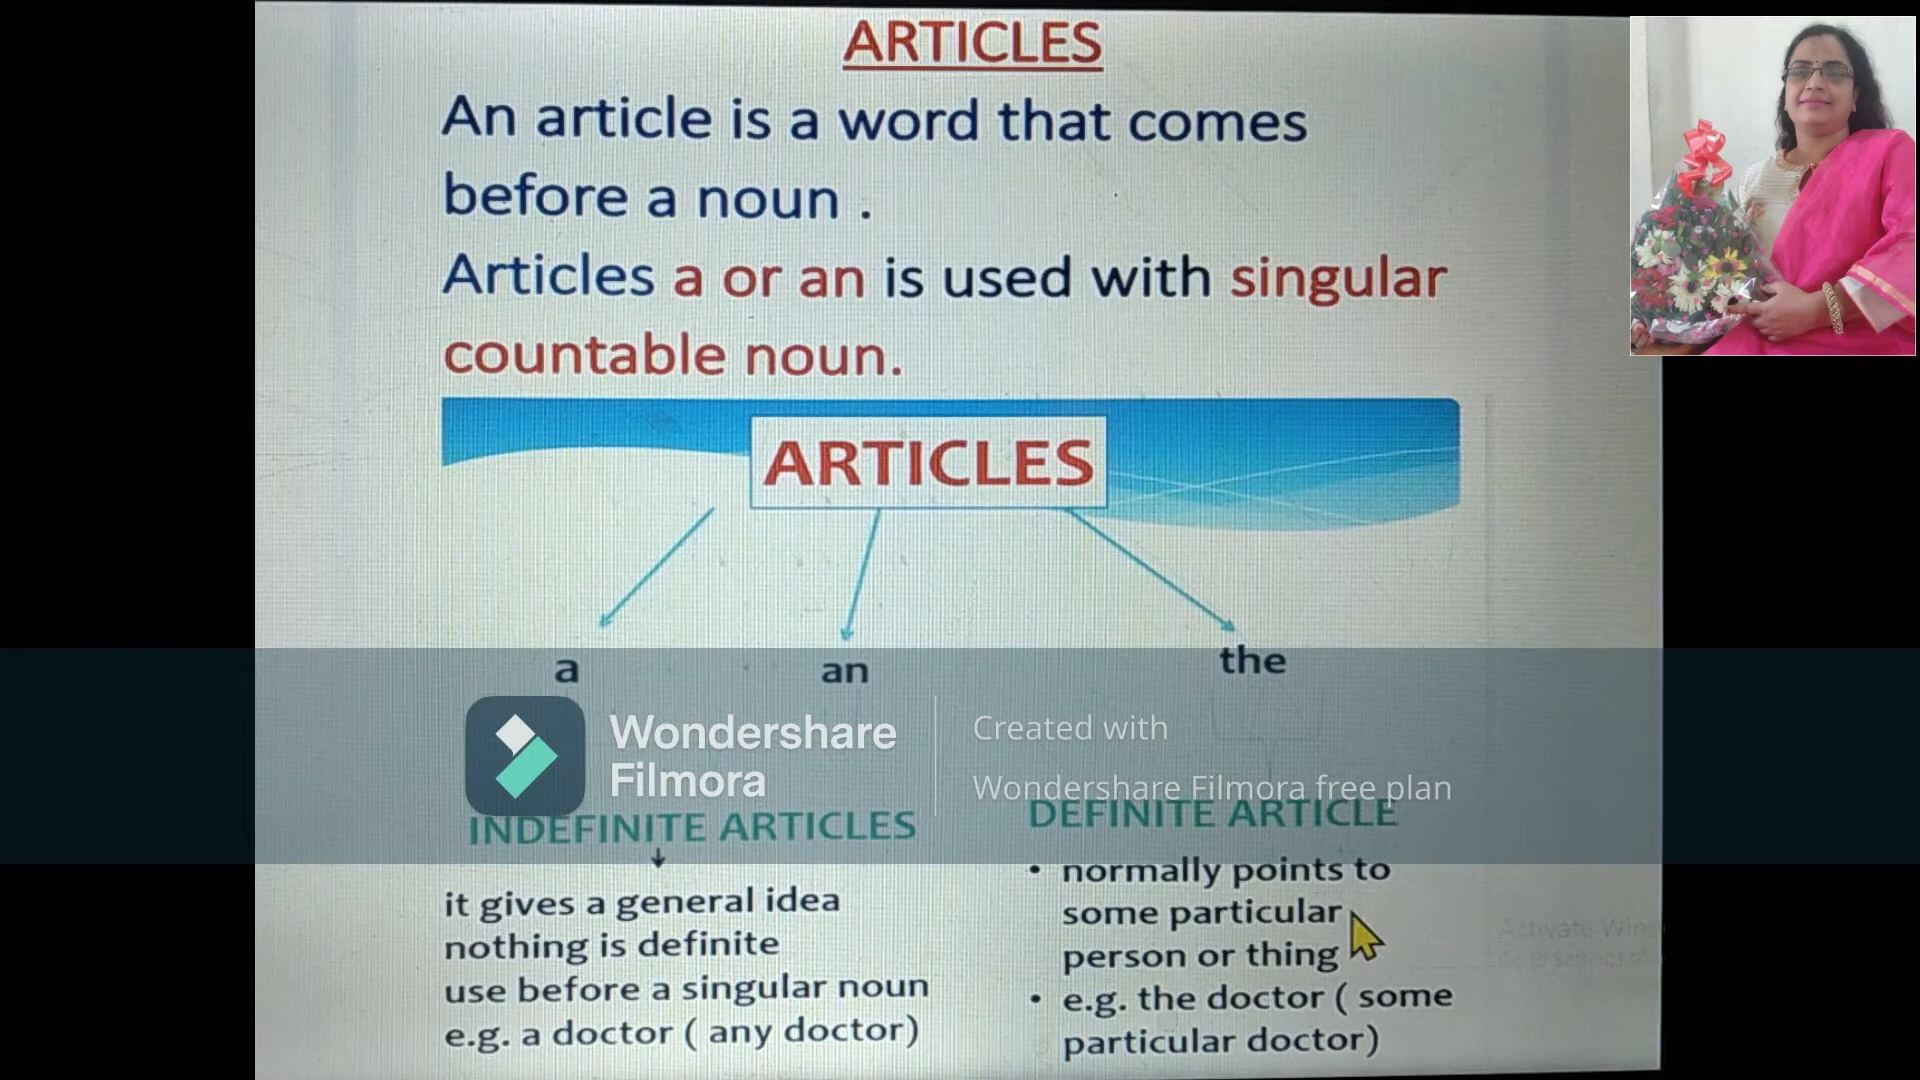 ARTICLES
An article is a word that comes
before a noun .
Articles a or an is used with singular
countable noun.
ARTICLES
a
an
the
Wondershare
Filmora
Created with
Wondershare Filmora free plan
INDEFINITE ARTICLES
it gives a general idea
nothing is definite
use before a singular noun
e.g. a doctor ( any doctor)
DEFINITE ARTICLE
• normally points to
some particular
person or thing
• e.g. the doctor ( some
particular doctor)
Activate Win